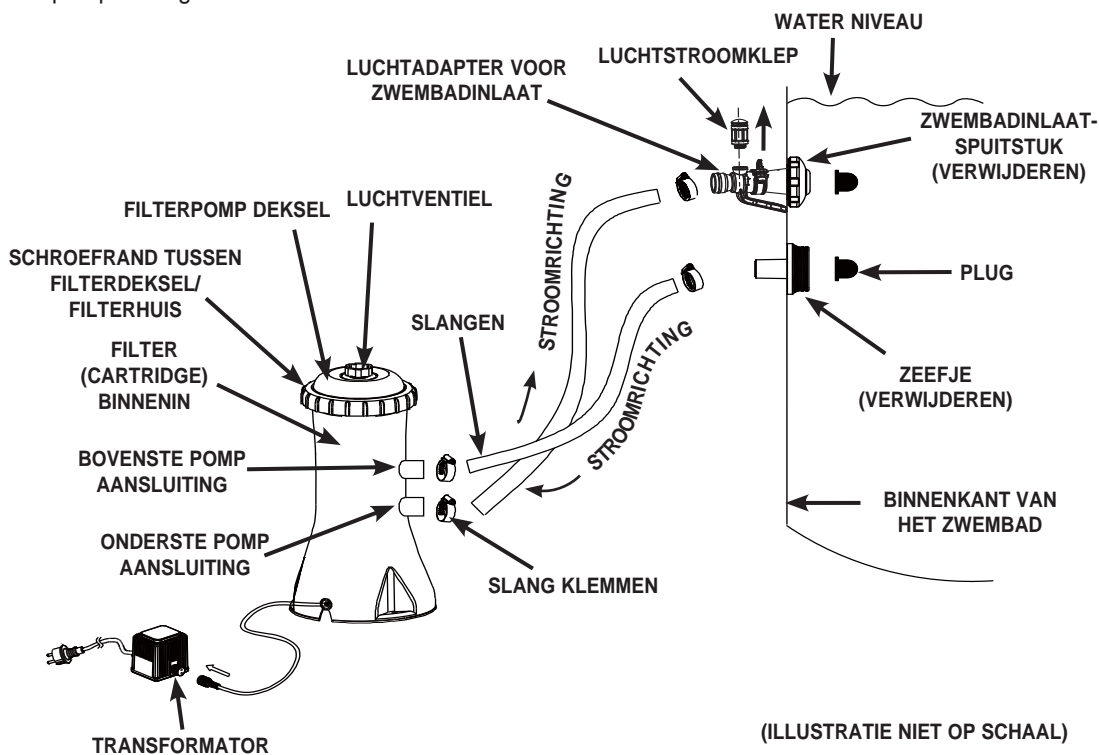 WATER NIVEAU
LUCHTSTROOMKLEP
LUCHTADAPTER VOOR
ZWEMBADINLAAT
ZWEMBADINLAAT-
SPUITSTUK
(VERWIJDEREN)
FILTERPOMP DEKSEL
LUCHTVENTIEL
STROOMRICHTING
SCHROEFRAND TUSSEN
FILTERDEKSEL/
FILTERHUIS
PLUG
SLANGEN
STROOMRICHTING
FILTER
(CARTRIDGE)
BINNENIN
ZEEFJE
(VERWIJDEREN)
BOVENSTE POMP
AANSLUITING
BINNENKANT VAN
HET ZWEMBAD
ONDERSTE POMP
AANSLUITING
SLANG KLEMMEN
TRANSFORMATOR
(ILLUSTRATIE NIET OP SCHAAL)